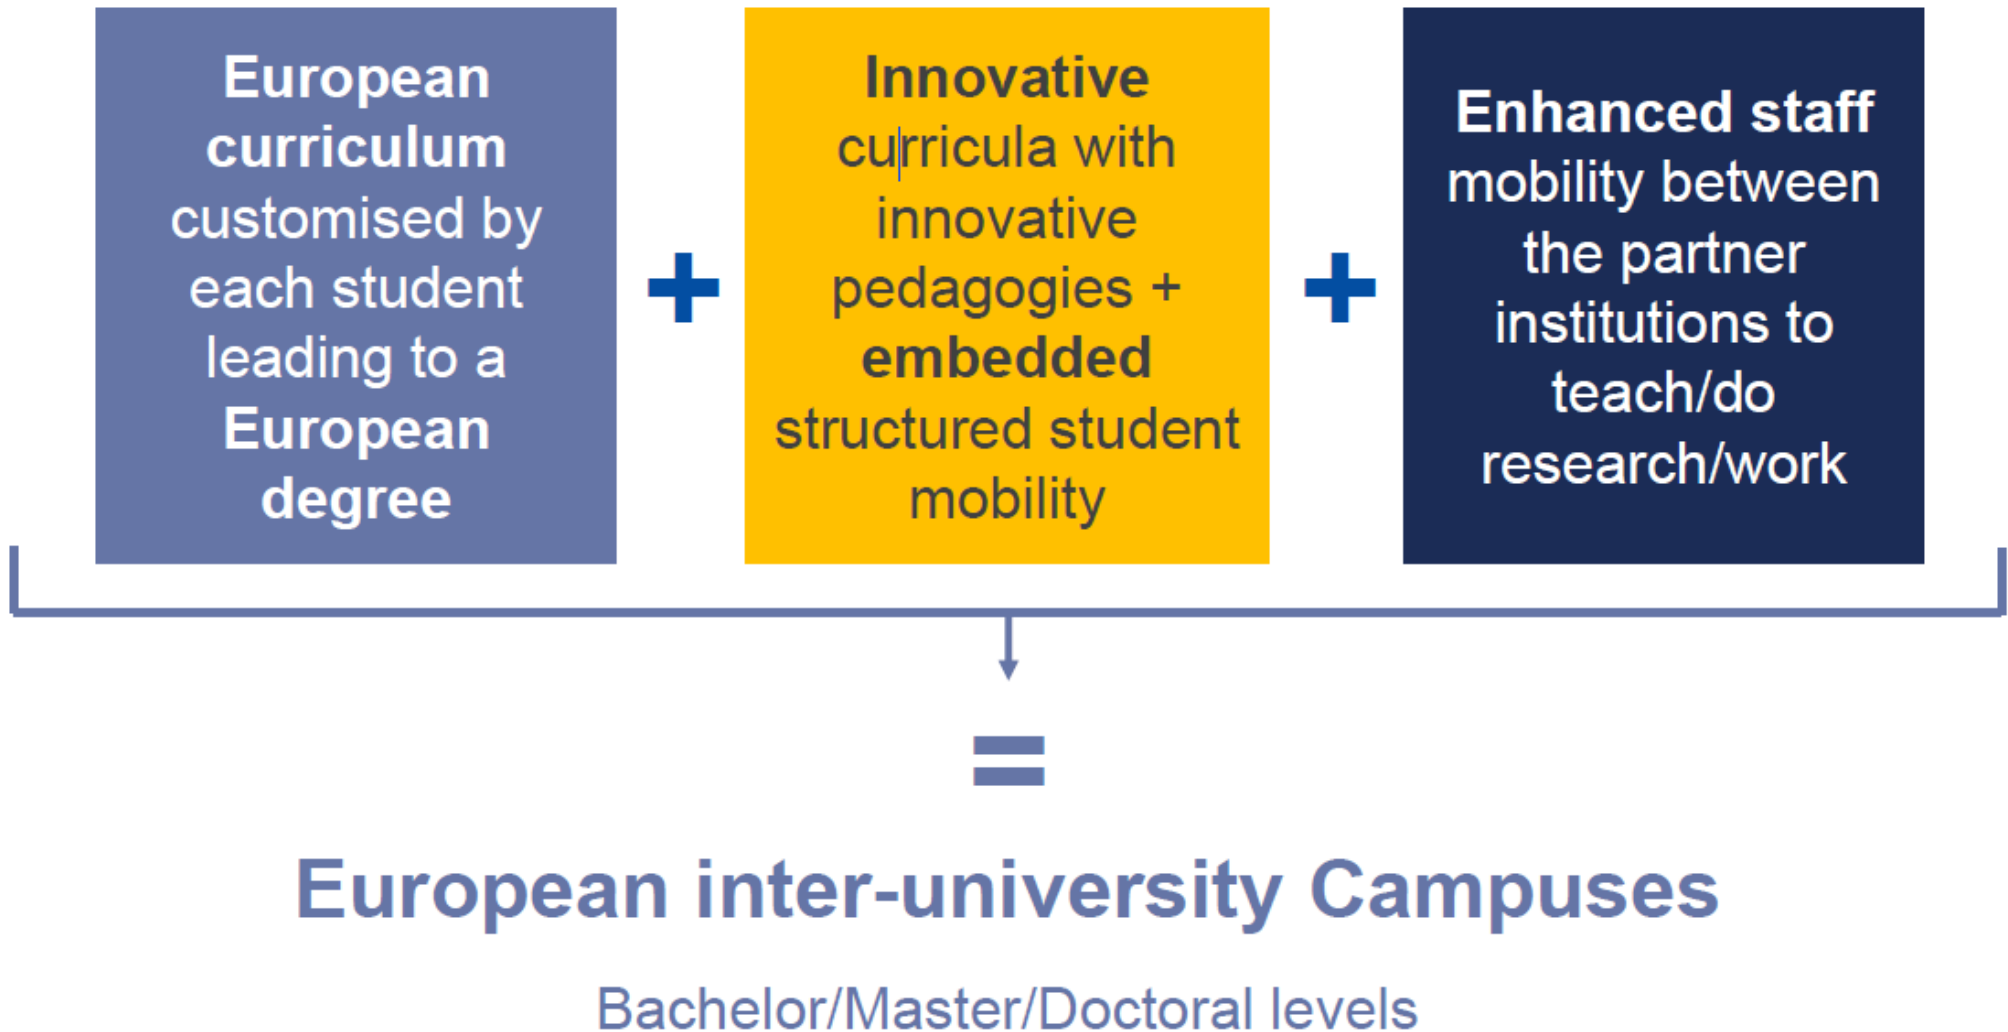 European
curriculum
customised by
each student
leading to a
European
degree
+
Innovative
curricula with
innovative
pedagogies +
embedded
structured student
mobility
+
Enhanced staff
mobility between
the partner
institutions to
teach/do
research/work
=
European inter-university Campuses
Bachelor/Master/Doctoral levels